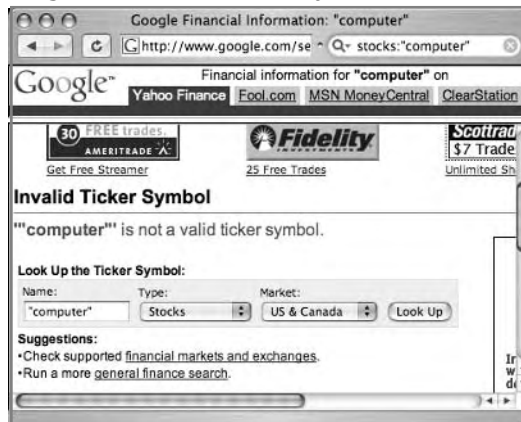 Google Financial Information: "computer"
http://www.google.com/se
stocks:"computer"
Google™
Financial information for "computer" on
Yahoo Finance Fool.com MSN MoneyCentral ClearStation
30 FREE trades.
AMERITRADE
Fidelity
INVESTMENTS
Scottrad
$7 Trade
Get Free Streamer
25 Free Trades
Unlimited Sh
Invalid Ticker Symbol
""computer"" is not a valid ticker symbol.
Look Up the Ticker Symbol:
Name: Type: Market:
"computer" Stocks US & Canada Look Up
Suggestions:
•Check supported financial markets and exchanges.
•Run a more general finance search.